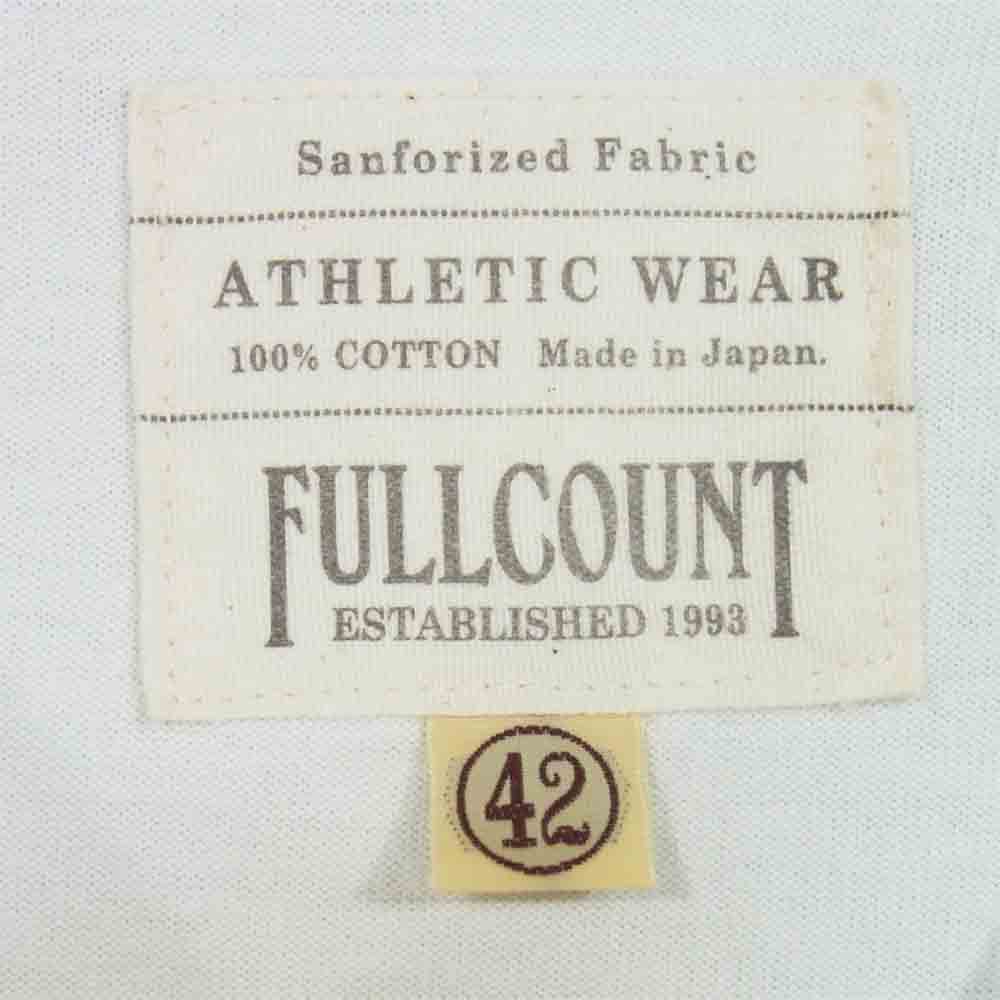 Sanforized Fabric
ATHLETIC WEAR
100% COTTON Made in Japan.
FULLCOUNT
ESTABLISHED 1993
42